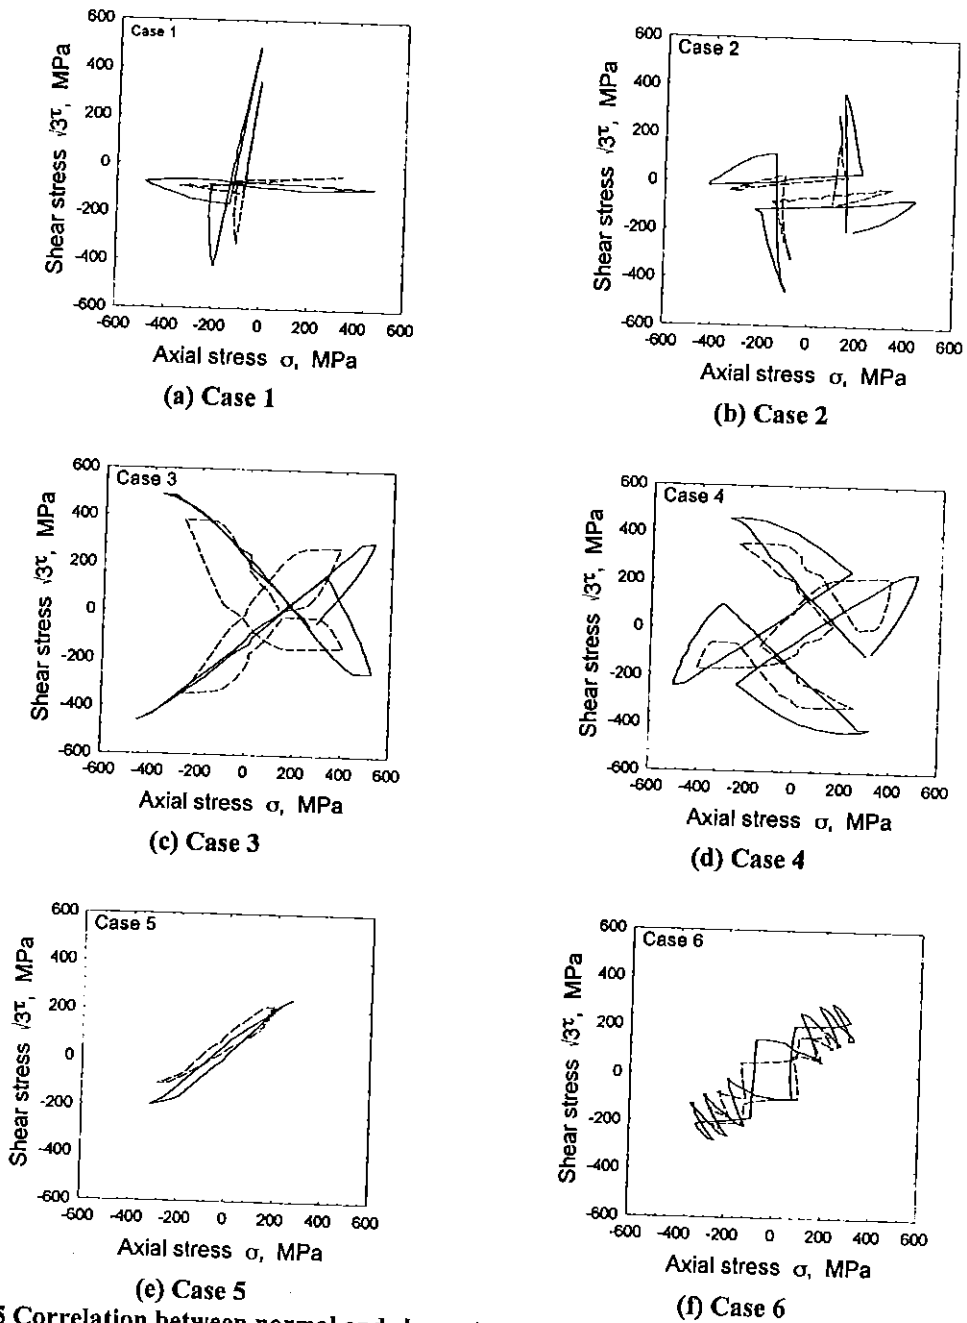 Case 1
600
400
200
0
-200
-400
-600
Shear stress √3τ, MPa
-600 -400 -200 0 200 400 600
Axial stress σ, MPa
(a) Case 1
Case 2
600
400
200
0
-200
-400
-600
Shear stress √3τ, MPa
-600 -400 -200 0 200 400 600
Axial stress σ, MPa
(b) Case 2
Case 3
600
400
200
0
-200
-400
-600
Shear stress √3τ, MPa
-600 -400 -200 0 200 400 600
Axial stress σ, MPa
(c) Case 3
Case 4
600
400
200
0
-200
-400
-600
Shear stress √3τ, MPa
-600 -400 -200 0 200 400 600
Axial stress σ, MPa
(d) Case 4
Case 5
600
400
200
0
-200
-400
-600
Shear stress √3τ, MPa
-600 -400 -200 0 200 400 600
Axial stress σ, MPa
(e) Case 5
Case 6
600
400
200
0
-200
-400
-600
Shear stress √3τ, MPa
-600 -400 -200 0 200 400 600
Axial stress σ, MPa
(f) Case 6
5 Correlation between normal and